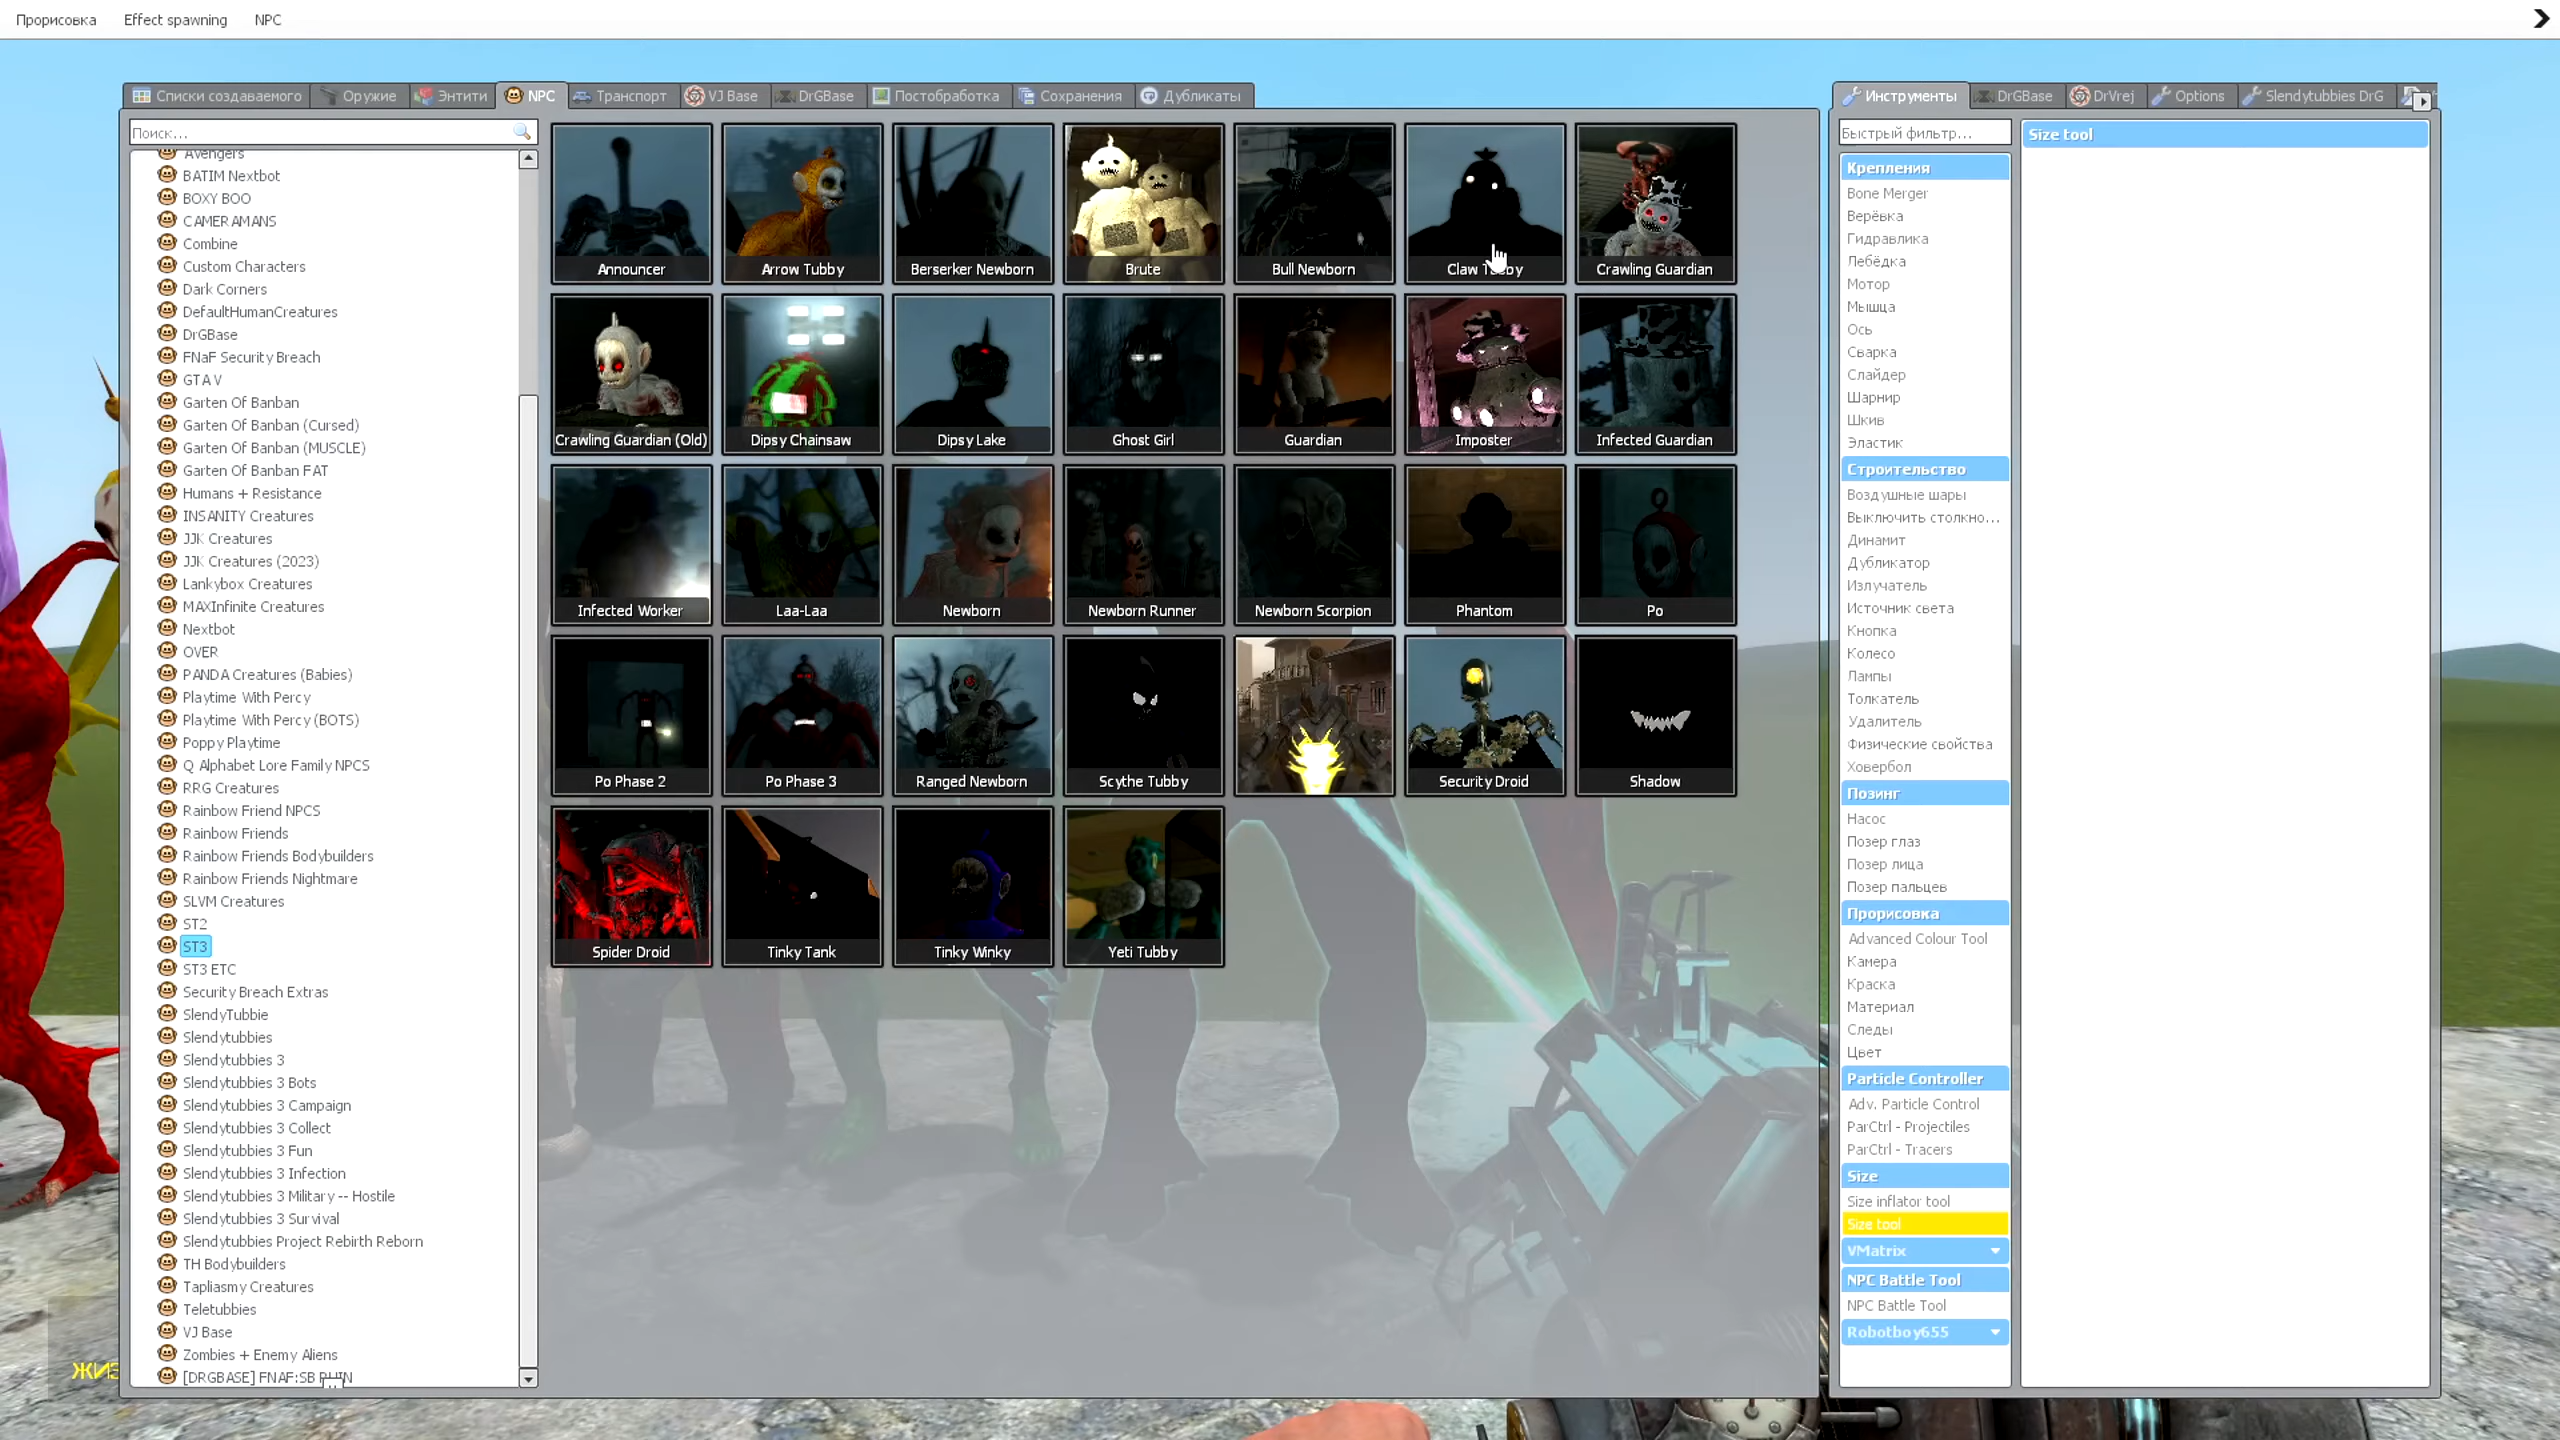 Прорисовка Effect spawning NPC
Списки создаваемого Оружие Энтити NPC Транспорт VJ Base DrGBase Постобработка Сохранения Дубликаты
Инструменты DrGBase DrVrej Options Slendytubbies DrG
Поиск...
Avengers
BATIM Nextbot
BOXY BOO
CAMERAMANS
Combine
Custom Characters
Dark Corners
DefaultHumanCreatures
DrGBase
FNaF Security Breach
GTA V
Garten Of Banban
Garten Of Banban (Cursed)
Garten Of Banban (MUSCLE)
Garten Of Banban FAT
Humans + Resistance
INSANITY Creatures
JJK Creatures
JJK Creatures (2023)
Lankybox Creatures
MAXInfinite Creatures
Nextbot
OVER
PANDA Creatures (Babies)
Playtime With Percy
Playtime With Percy (BOTS)
Poppy Playtime
Q Alphabet Lore Family NPCS
RRG Creatures
Rainbow Friend NPCS
Rainbow Friends
Rainbow Friends Bodybuilders
Rainbow Friends Nightmare
SLVM Creatures
ST2
ST3
ST3 ETC
Security Breach Extras
SlendyTubbie
Slendytubbies
Slendytubbies 3
Slendytubbies 3 Bots
Slendytubbies 3 Campaign
Slendytubbies 3 Collect
Slendytubbies 3 Fun
Slendytubbies 3 Infection
Slendytubbies 3 Military -- Hostile
Slendytubbies 3 Survival
Slendytubbies Project Rebirth Reborn
TH Bodybuilders
Tapliasmy Creatures
Teletubbies
VJ Base
Zombies + Enemy Aliens
[DRGBASE] FNAF:SB RUIN
Announcer Arrow Tubby Berserker Newborn Brute Bull Newborn Claw Tubby Crawling Guardian
Crawling Guardian (Old) Dipsy Chainsaw Dipsy Lake Ghost Girl Guardian Imposter Infected Guardian
Infected Worker Laa-Laa Newborn Newborn Runner Newborn Scorpion Phantom Po
Po Phase 2 Po Phase 3 Ranged Newborn Scythe Tubby Security Droid Shadow
Spider Droid Tinky Tank Tinky Winky Yeti Tubby
Быстрый фильтр...
Крепления
Bone Merger
Верёвка
Гидравлика
Лебёдка
Мотор
Мышца
Ось
Сварка
Слайдер
Шарнир
Шкив
Эластик
Строительство
Воздушные шары
Выключить столкно...
Динамит
Дубликатор
Излучатель
Источник света
Кнопка
Колесо
Лампы
Толкатель
Удалитель
Физические свойства
Ховербол
Позинг
Насос
Позер глаз
Позер лица
Позер пальцев
Прорисовка
Advanced Colour Tool
Камера
Краска
Материал
Следы
Цвет
Particle Controller
Adv. Particle Control
ParCtrl - Projectiles
ParCtrl - Tracers
Size
Size inflator tool
Size tool
VMatrix
NPC Battle Tool
NPC Battle Tool
Robotboy655
Size tool